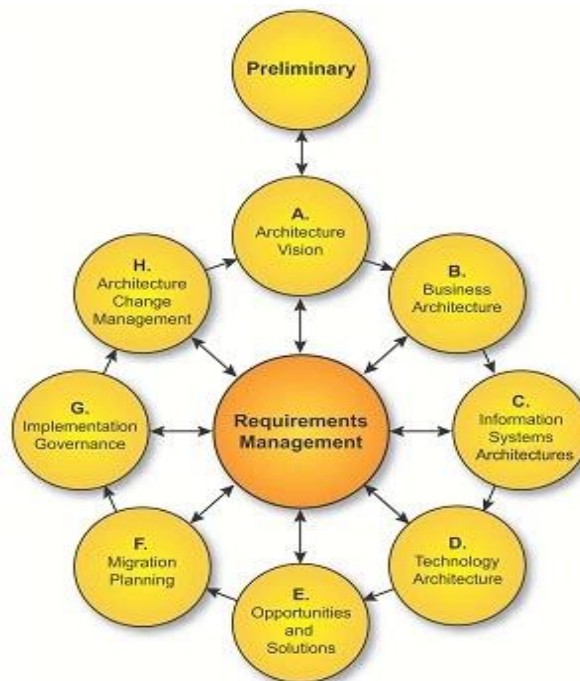 Preliminary
A.
Architecture
Vision
B.
Business
Architecture
C.
Information
Systems
Architectures
D.
Technology
Architecture
E.
Opportunities
and
Solutions
F.
Migration
Planning
G.
Implementation
Governance
H.
Architecture
Change
Management
Requirements
Management